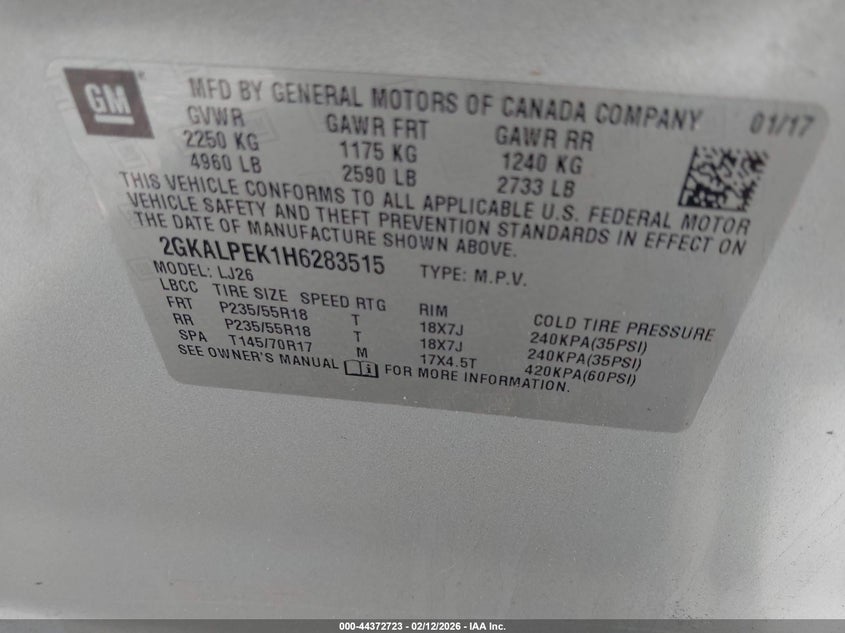 GM
MFD BY GENERAL MOTORS OF CANADA COMPANY 01/17
GVWR GAWR FRT GAWR RR
2250 KG 1175 KG 1240 KG
4960 LB 2590 LB 2733 LB
THIS VEHICLE CONFORMS TO ALL APPLICABLE U.S. FEDERAL MOTOR
VEHICLE SAFETY AND THEFT PREVENTION STANDARDS IN EFFECT ON
THE DATE OF MANUFACTURE SHOWN ABOVE.
2GKALPEK1H6283515 TYPE: M.P.V.
MODEL: LJ26
LBCC TIRE SIZE SPEED RTG RIM COLD TIRE PRESSURE
FRT P235/55R18 T 18X7J 240KPA(35PSI)
RR P235/55R18 T 18X7J 240KPA(35PSI)
SPA T145/70R17 M 17X4.5T 420KPA(60PSI)
SEE OWNER'S MANUAL FOR MORE INFORMATION.
000-44372723 - 02/12/2026 - IAA Inc.